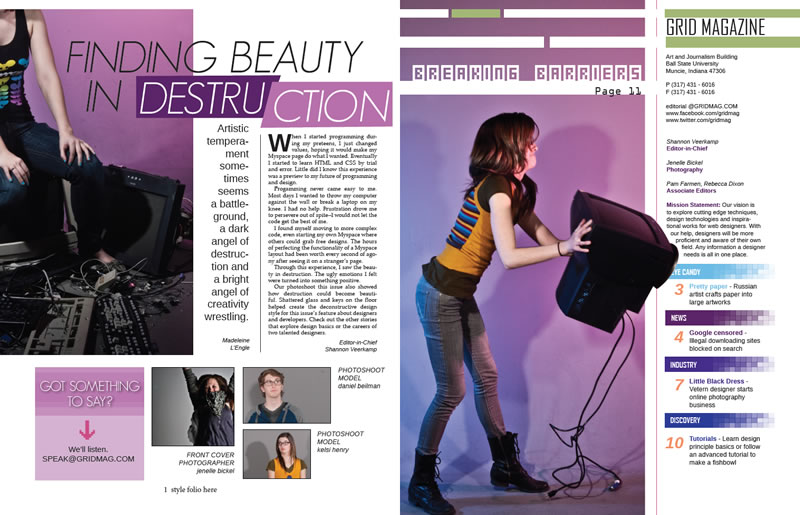 FINDING BEAUTY
IN DESTRUCTION
Artistic
tempera-
ment
some-
times
seems
a battle-
ground,
a dark
angel of
destruc-
tion and
a bright
angel of
creativity
wrestling.
Madeleine
L'Engle
When I started programming dur-
ing my preteens, I just changed
values, hoping it would make my
Myspace page do what I wanted. Eventually
I started to learn HTML and CSS by trial
and error. Little did I know this experience
was a preview to my future of programming
and design.
Progamming never came easy to me.
Most days I wanted to throw my computer
against the wall or break a laptop on my
knee. I had no help. Frustration drove me
to persevere out of spite–I would not let the
code get the best of me.
I found myself moving to more complex
code, even starting my own Myspace where
others could grab free designs. The hours
of perfecting the functionality of a Myspace
layout had been worth every second of ago-
ny after seeing it on a stranger's page.
Through this experience, I saw the beau-
ty in destruction. The ugly emotions I felt
were turned into something positive.
Our photoshoot this issue also showed
how destruction could become beauti-
ful. Shattered glass and keys on the floor
helped create the deconstructive design
style for this issue's feature about designers
and developers. Check out the other stories
that explore design basics or the careers of
two talented designers.
Editor-in-Chief
Shannon Veerkamp
GOT SOMETHING
TO SAY?
We'll listen.
SPEAK@GRIDMAG.COM
FRONT COVER
PHOTOGRAPHER
jenelle bickel
PHOTOSHOOT
MODEL
daniel beilman
PHOTOSHOOT
MODEL
kelsi henry
1 style folio here
BREAKING BARRIERS
Page 11
GRID MAGAZINE
Art and Journalism Building
Ball State University
Muncie, Indiana 47306
P (317) 431 - 6016
F (317) 431 - 6016
editorial @GRIDMAG.COM
www.facebook.com/gridmag
www.twitter.com/gridmag
Shannon Veerkamp
Editor-in-Chief
Jenelle Bickel
Photography
Pam Farmen, Rebecca Dixon
Associate Editors
Mission Statement: Our vision is
to explore cutting edge techniques,
design technologies and inspira-
tional works for web designers. With
our help, designers will be more
proficient and aware of their own
field. Any information a designer
needs is all in one place.
EYE CANDY
3 Pretty paper - Russian
artist crafts paper into
large artworks
NEWS
4 Google censored -
Illegal downloading sites
blocked on search
INDUSTRY
7 Little Black Dress -
Vetern designer starts
online photography
business
DISCOVERY
10 Tutorials - Learn design
principle basics or follow
an advanced tutorial to
make a fishbowl